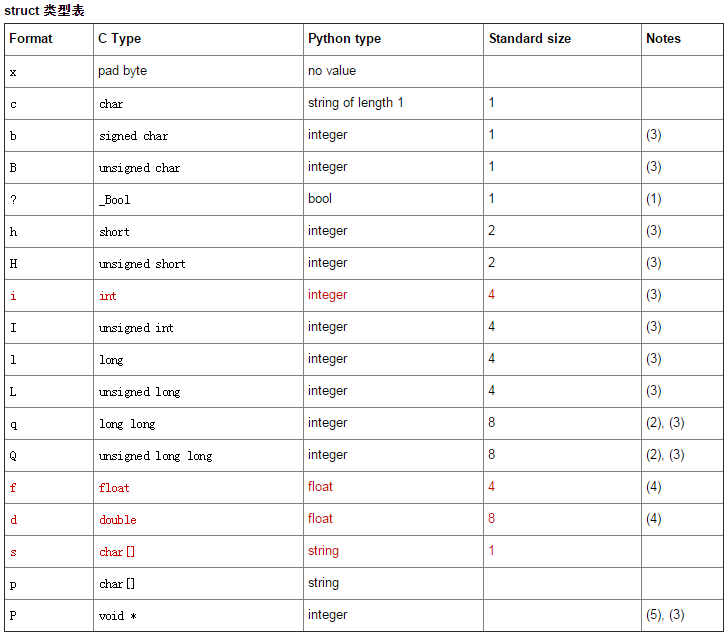 struct 类型表
Format C Type Python type Standard size Notes
x pad byte no value
c char string of length 1 1
b signed char integer 1 (3)
B unsigned char integer 1 (3)
? _Bool bool 1 (1)
h short integer 2 (3)
H unsigned short integer 2 (3)
i int integer 4 (3)
I unsigned int integer 4 (3)
l long integer 4 (3)
L unsigned long integer 4 (3)
q long long integer 8 (2), (3)
Q unsigned long long integer 8 (2), (3)
f float float 4 (4)
d double float 8 (4)
s char[] string 1
p char[] string
P void * integer (5), (3)